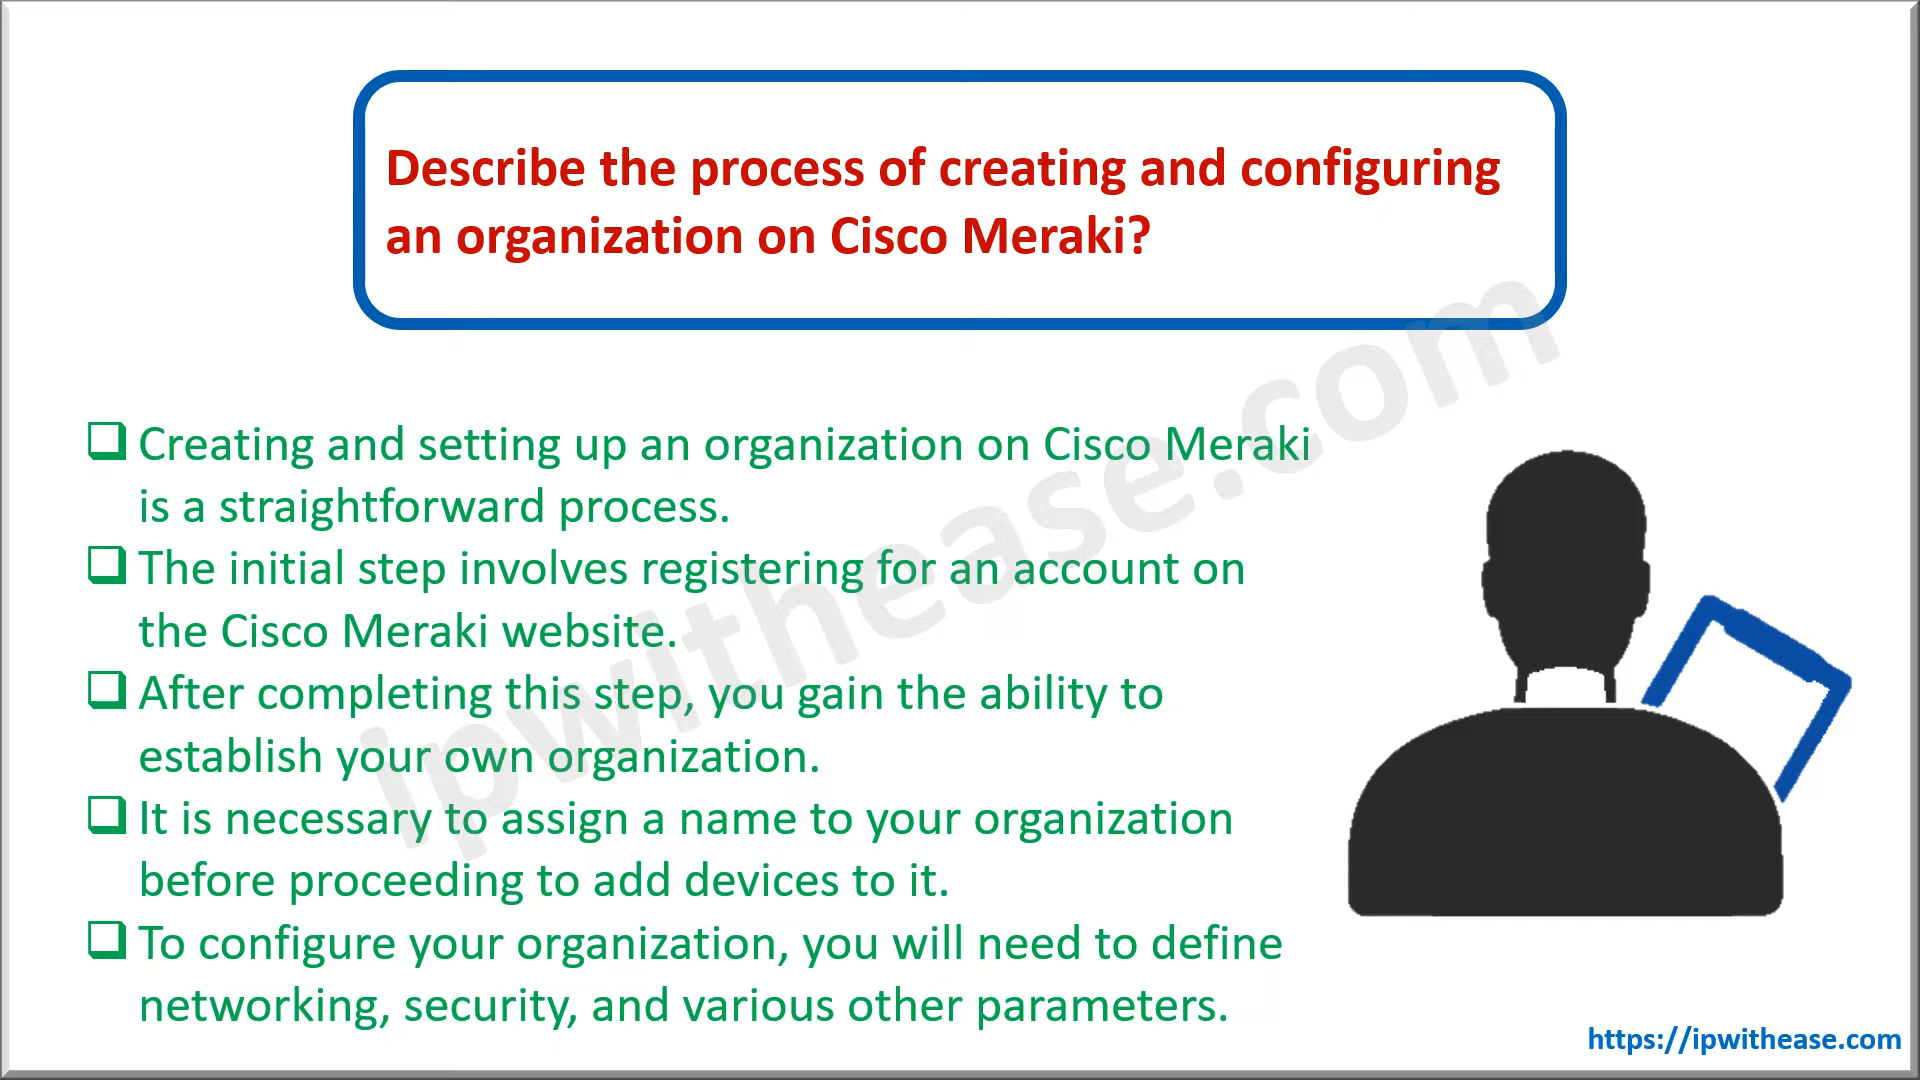 Describe the process of creating and configuring
an organization on Cisco Meraki?
Creating and setting up an organization on Cisco Meraki
is a straightforward process.
The initial step involves registering for an account on
the Cisco Meraki website.
After completing this step, you gain the ability to
establish your own organization.
It is necessary to assign a name to your organization
before proceeding to add devices to it.
To configure your organization, you will need to define
networking, security, and various other parameters.
ipwithease.com
https://ipwithease.com